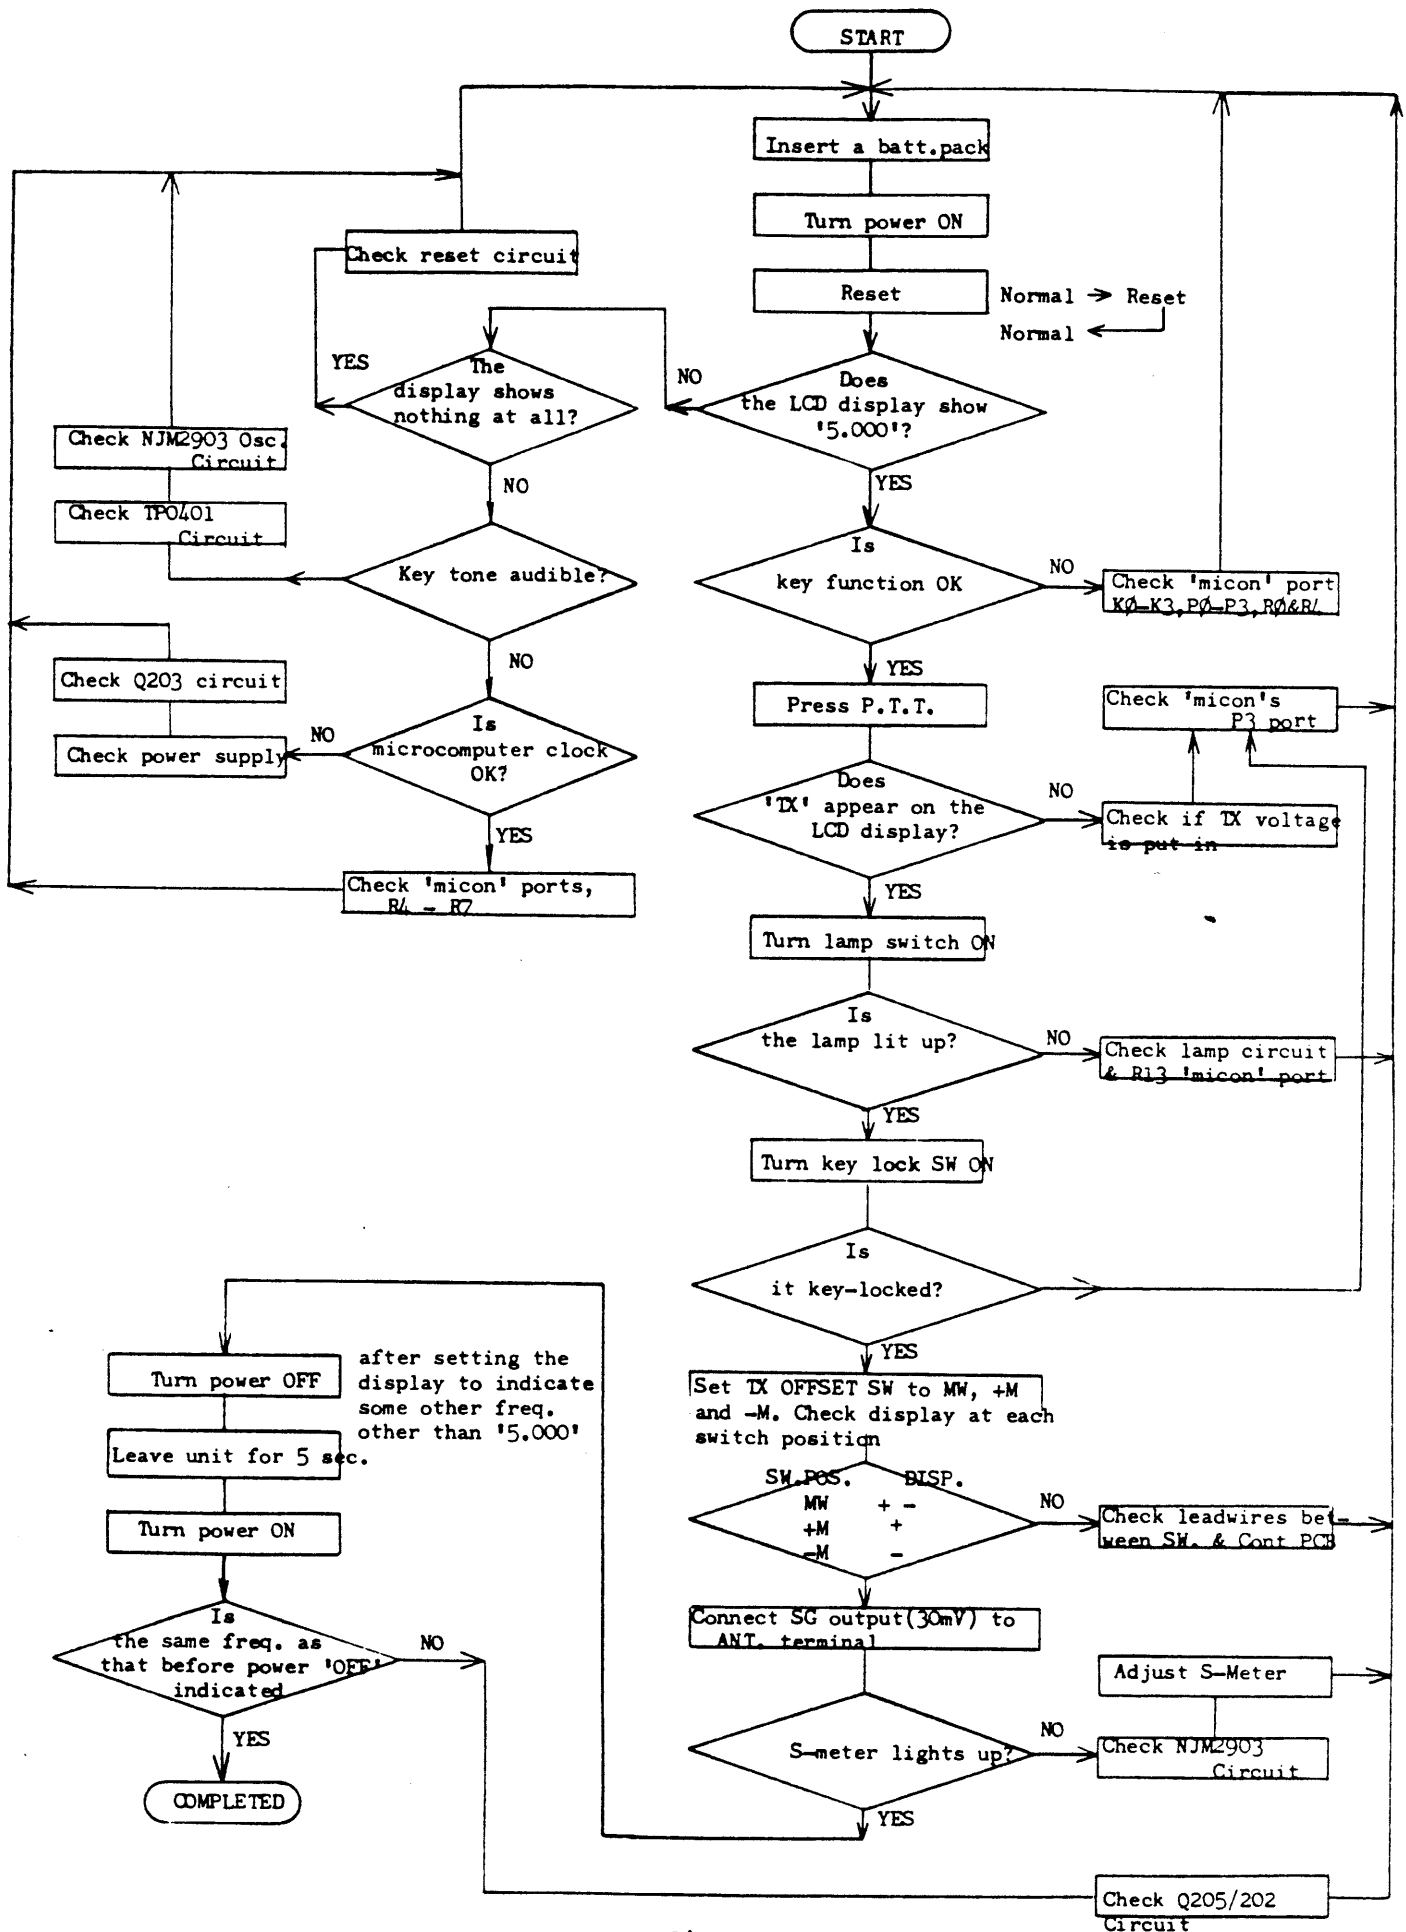 START
Insert a batt.pack
Turn power ON
Check reset circuit
Reset
Normal → Reset
Normal ←
YES
The
display shows
nothing at all?
NO
Does
the LCD display show
'5.000'?
Check NJM2903 Osc.
Circuit
NO
YES
Check TP0401
Circuit
Key tone audible?
Is
key function OK
NO
Check 'micon' port
KØ-K3,PØ-P3,RØ&R4
NO
YES
Check Q203 circuit
Press P.T.T.
Check 'micon's
P3 port
Check power supply
NO
Is
microcomputer clock
OK?
Does
'TX' appear on the
LCD display?
NO
Check if TX voltage
is put in
YES
YES
Check 'micon' ports,
R4 - R7
Turn lamp switch ON
Is
the lamp lit up?
NO
Check lamp circuit
& R13 'micon' port
YES
Turn key lock SW ON
Is
it key-locked?
YES
Set TX OFFSET SW to MW, +M
and -M. Check display at each
switch position
SW.POS. DISP.
MW + -
+M +
-M -
NO
Check leadwires bet-
ween SW. & Cont PCB
Connect SG output(30mV) to
ANT. terminal
S-meter lights up?
NO
Adjust S-Meter
Check NJM2903
Circuit
YES
Turn power OFF
after setting the
display to indicate
some other freq.
other than '5.000'
Leave unit for 5 sec.
Turn power ON
Is
the same freq. as
that before power 'OFF'
indicated
NO
YES
COMPLETED
Check Q205/202
Circuit